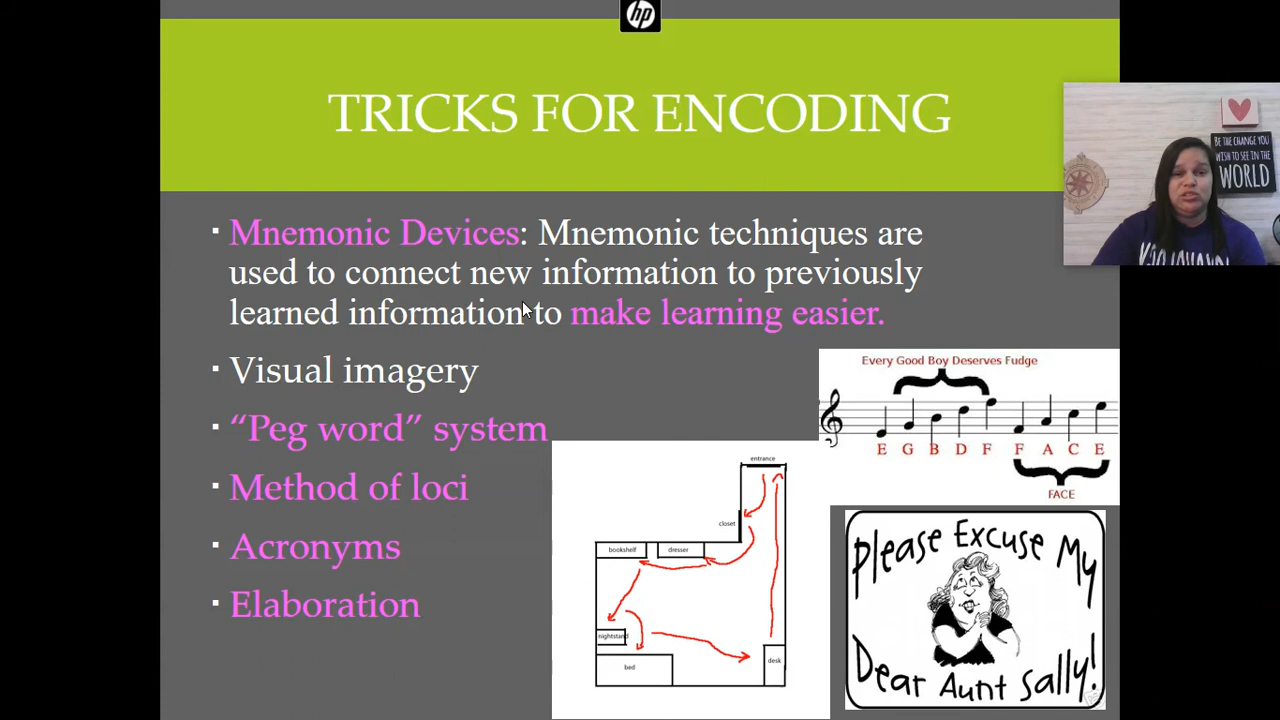 hp
TRICKS FOR ENCODING
BE THE CHANGE YOU
WISH TO SEE IN THE
WORLD
▪ Mnemonic Devices: Mnemonic techniques are
used to connect new information to previously
learned information to make learning easier.
▪ Visual imagery
▪ “Peg word” system
▪ Method of loci
▪ Acronyms
▪ Elaboration
Every Good Boy Deserves Fudge
E G B D F F A C E
FACE
entrance
closet
bookshelf dresser
nightstand
bed
desk
Please Excuse My
Dear Aunt Sally!